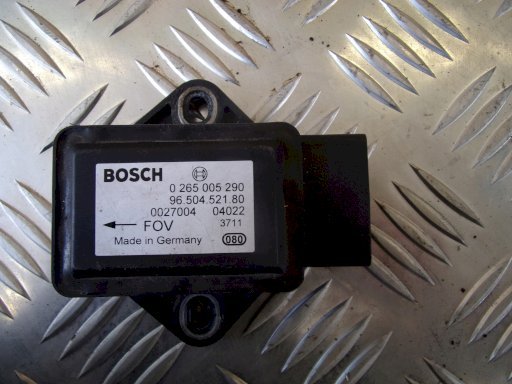 BOSCH
0 265 005 290
96.504.521.80
0027004 04022
FOV 3711
Made in Germany 080